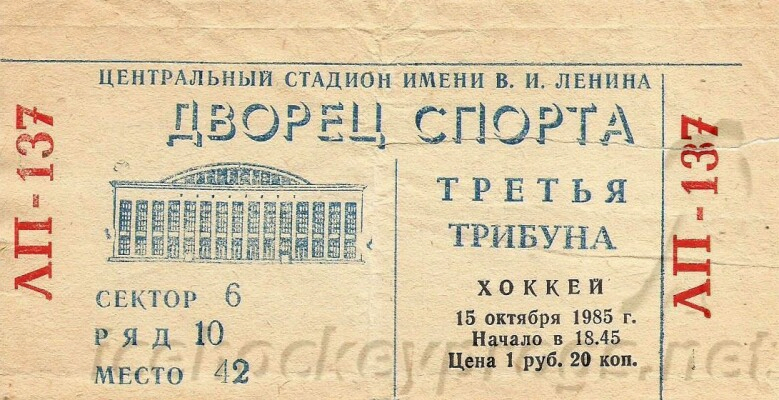 ЦЕНТРАЛЬНЫЙ СТАДИОН ИМЕНИ В. И. ЛЕНИНА
ДВОРЕЦ СПОРТА
ЛП-137
ЛП-137
ТРЕТЬЯ
ТРИБУНА
СЕКТОР 6
РЯД 10
МЕСТО 42
ХОККЕЙ
15 октября 1985 г.
Начало в 18.45
Цена 1 руб. 20 коп.